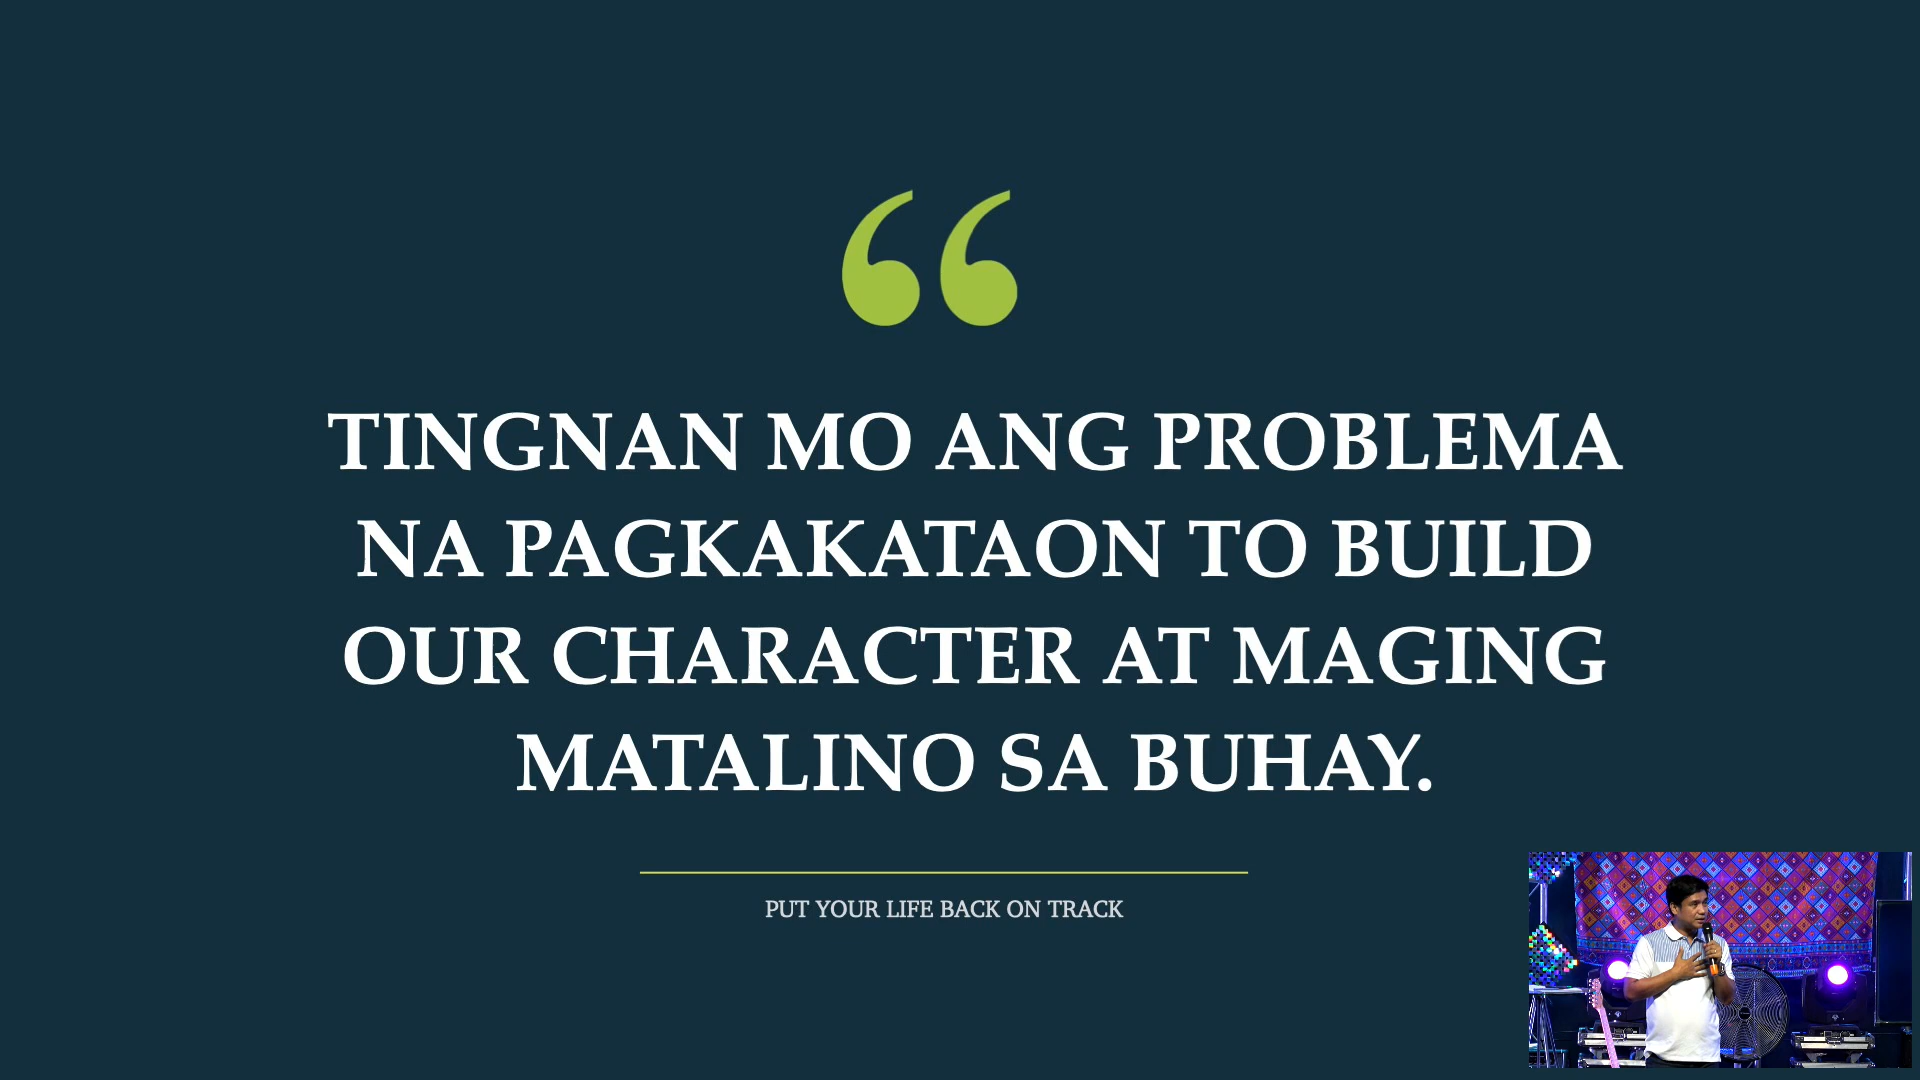 TINGNAN MO ANG PROBLEMA
NA PAGKAKATAON TO BUILD
OUR CHARACTER AT MAGING
MATALINO SA BUHAY.
PUT YOUR LIFE BACK ON TRACK